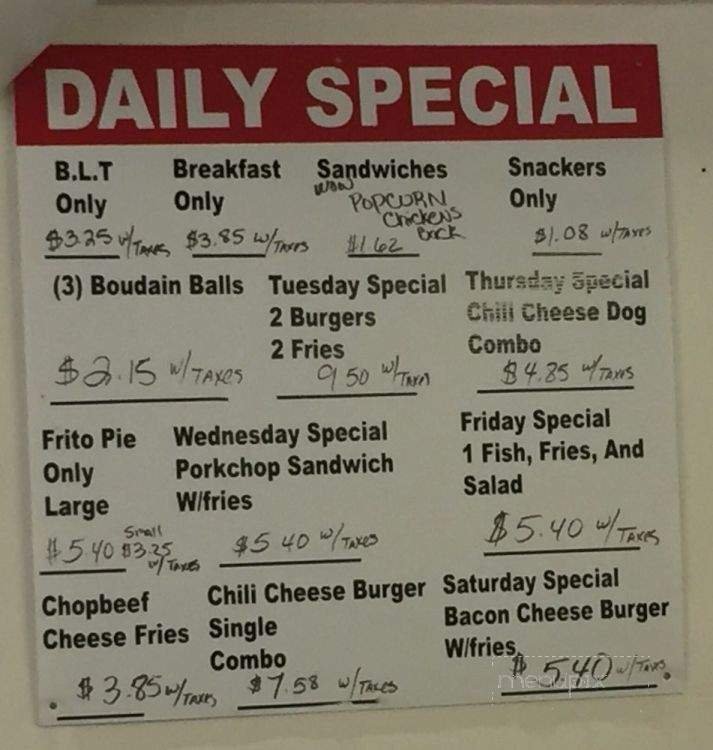 DAILY SPECIAL
B.L.T
Only
$3.25 w/TAXES
Breakfast
Only
$3.85 w/TAXES
Sandwiches
WOW
POPCORN
Chickens
Back
$1.62
Snackers
Only
$1.08 w/TAXES
(3) Boudain Balls
$2.15 w/TAXES
Tuesday Special
2 Burgers
2 Fries
9.50 w/TAXES
Thursday Special
Chili Cheese Dog
Combo
$4.85 w/TAXES
Frito Pie
Only
Large
$5.40
Small
$3.25
w/TAXES
Wednesday Special
Porkchop Sandwich
W/fries
$5.40 w/TAXES
Friday Special
1 Fish, Fries, And
Salad
$5.40 w/TAXES
Chopbeef
Cheese Fries
$3.85 w/TAXES
Chili Cheese Burger
Single
Combo
$7.58 w/TAXES
Saturday Special
Bacon Cheese Burger
W/fries
$5.40 w/TAXES
menupix